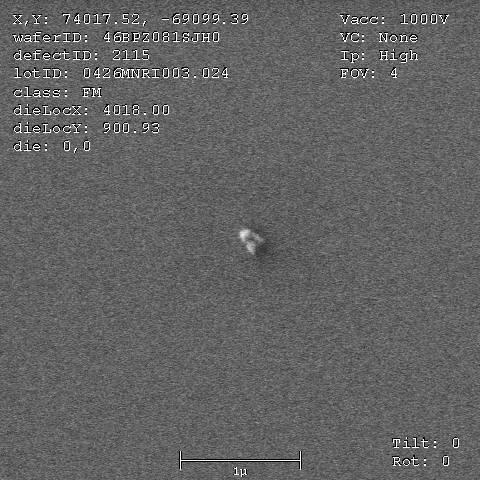 X,Y: 74017.52, -69099.39
waferID: 46BPZ081SJH0
defectID: 2115
lotID: 0426MNRI003.024
class: FM
dieLocX: 4018.00
dieLocY: 900.93
die: 0,0
Vacc: 1000V
VC: None
Ip: High
FOV: 4
Tilt: 0
Rot: 0
1µ